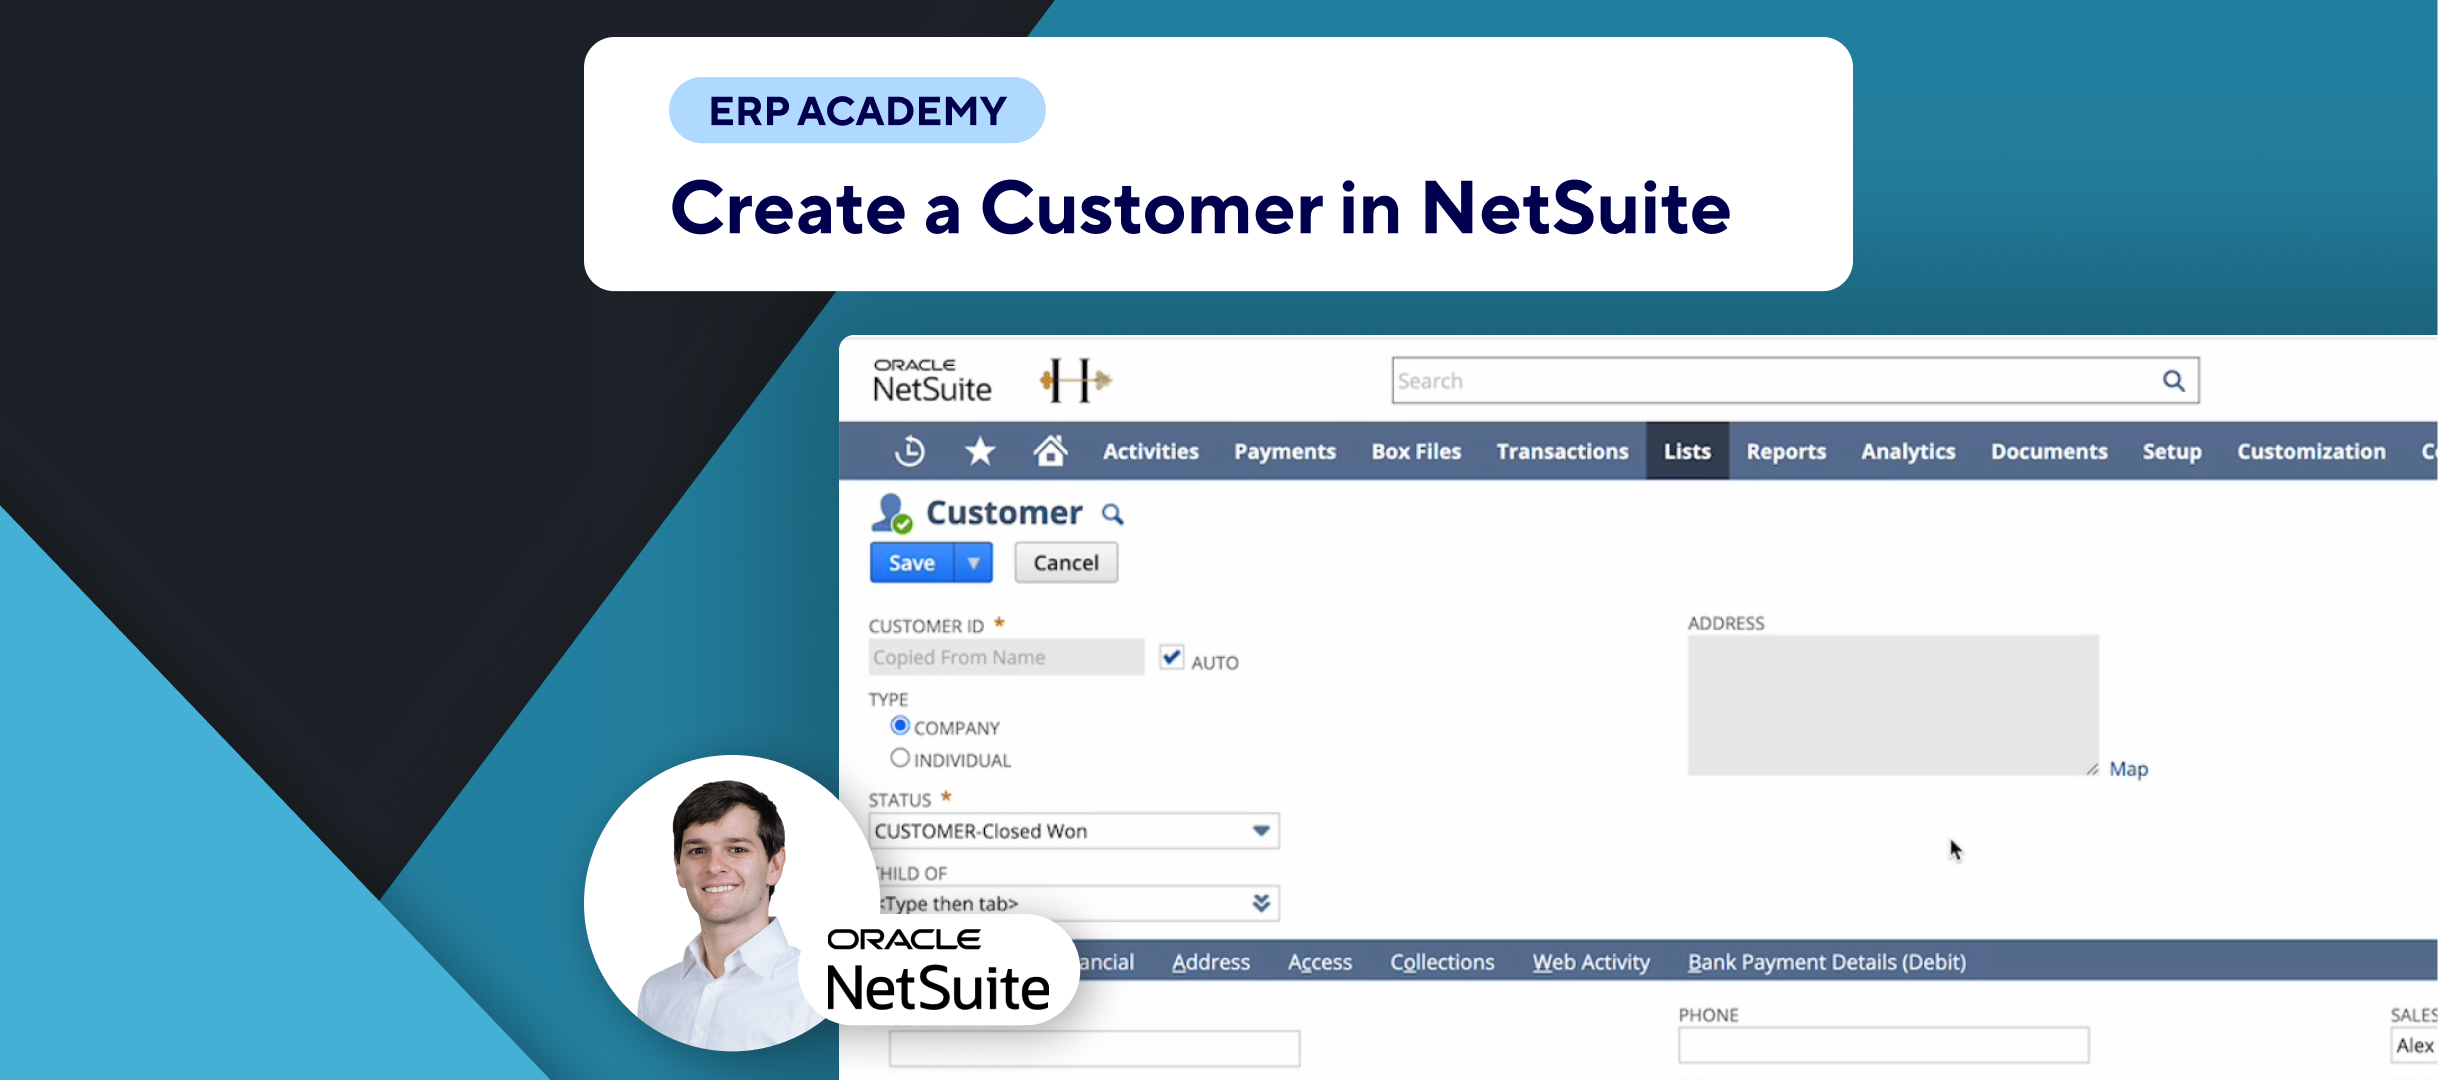 ERP ACADEMY
Create a Customer in NetSuite
ORACLE
NetSuite
H
Search
Activities Payments Box Files Transactions Lists Reports Analytics Documents Setup Customization
Customer
Save Cancel
CUSTOMER ID *
Copied From Name
AUTO
TYPE
COMPANY
INDIVIDUAL
STATUS *
CUSTOMER-Closed Won
HILD OF
<Type then tab>
ADDRESS
Map
ancial Address Access Collections Web Activity Bank Payment Details (Debit)
PHONE
SALES
Alex
ORACLE
NetSuite